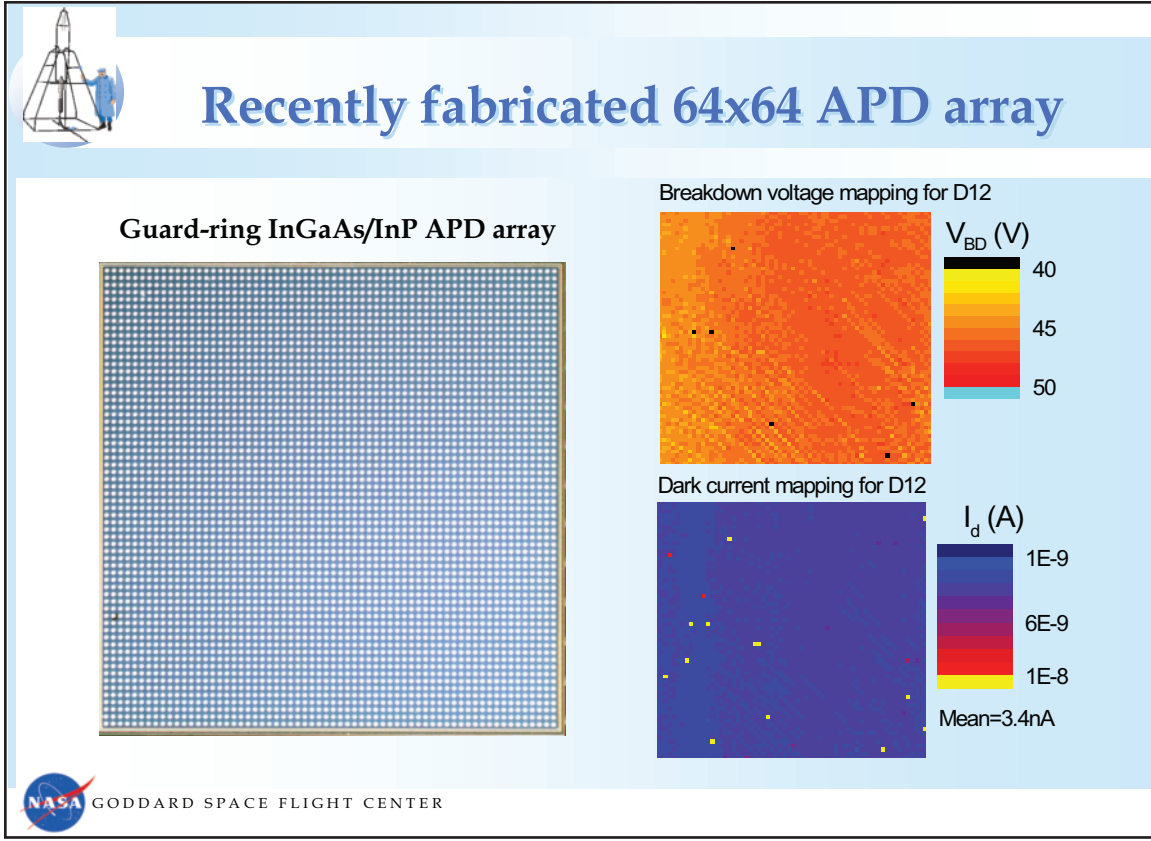 Recently fabricated 64x64 APD array
Guard-ring InGaAs/InP APD array
Breakdown voltage mapping for D12
V_BD (V)
40
45
50
Dark current mapping for D12
I_d (A)
1E-9
6E-9
1E-8
Mean=3.4nA
NASA GODDARD SPACE FLIGHT CENTER